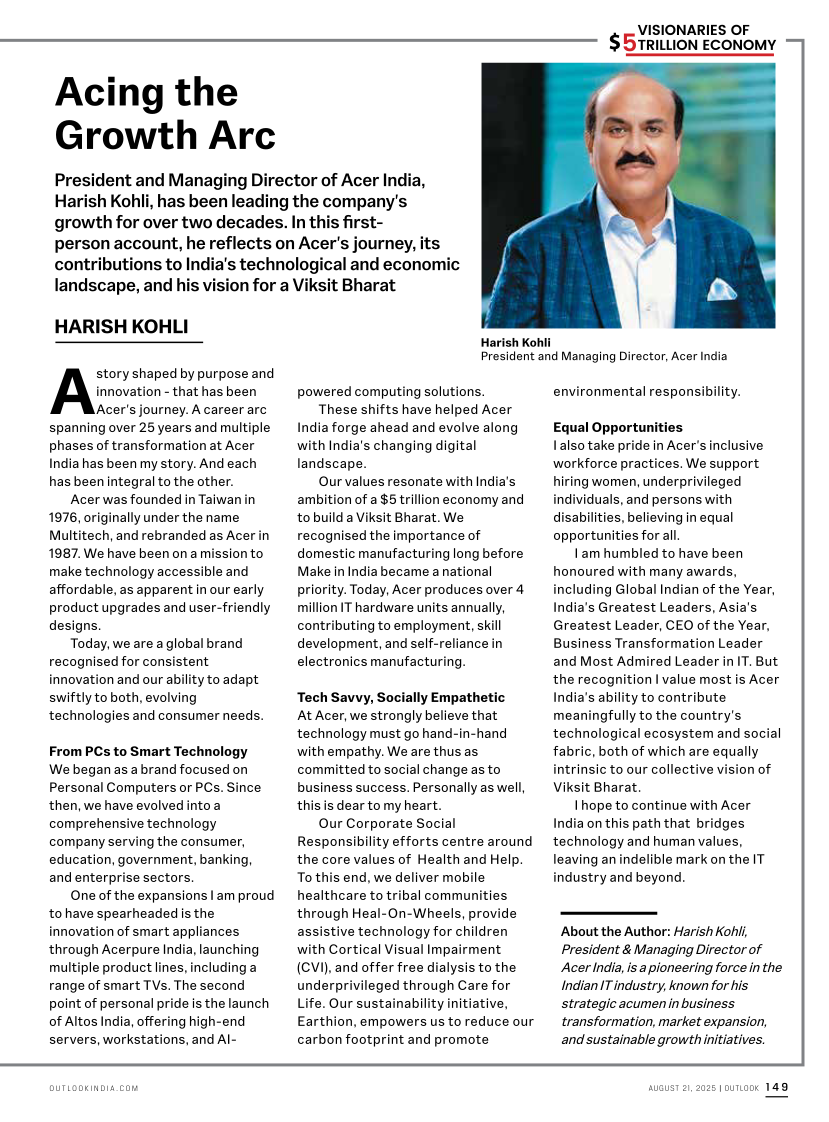 $5 VISIONARIES OF
TRILLION ECONOMY
Acing the
Growth Arc
President and Managing Director of Acer India,
Harish Kohli, has been leading the company's
growth for over two decades. In this first-
person account, he reflects on Acer's journey, its
contributions to India's technological and economic
landscape, and his vision for a Viksit Bharat
HARISH KOHLI
Harish Kohli
President and Managing Director, Acer India
A story shaped by purpose and
innovation - that has been
Acer's journey. A career arc
spanning over 25 years and multiple
phases of transformation at Acer
India has been my story. And each
has been integral to the other.
Acer was founded in Taiwan in
1976, originally under the name
Multitech, and rebranded as Acer in
1987. We have been on a mission to
make technology accessible and
affordable, as apparent in our early
product upgrades and user-friendly
designs.
Today, we are a global brand
recognised for consistent
innovation and our ability to adapt
swiftly to both, evolving
technologies and consumer needs.
From PCs to Smart Technology
We began as a brand focused on
Personal Computers or PCs. Since
then, we have evolved into a
comprehensive technology
company serving the consumer,
education, government, banking,
and enterprise sectors.
One of the expansions I am proud
to have spearheaded is the
innovation of smart appliances
through Acerpure India, launching
multiple product lines, including a
range of smart TVs. The second
point of personal pride is the launch
of Altos India, offering high-end
servers, workstations, and AI-
powered computing solutions.
These shifts have helped Acer
India forge ahead and evolve along
with India's changing digital
landscape.
Our values resonate with India's
ambition of a $5 trillion economy and
to build a Viksit Bharat. We
recognised the importance of
domestic manufacturing long before
Make in India became a national
priority. Today, Acer produces over 4
million IT hardware units annually,
contributing to employment, skill
development, and self-reliance in
electronics manufacturing.
Tech Savvy, Socially Empathetic
At Acer, we strongly believe that
technology must go hand-in-hand
with empathy. We are thus as
committed to social change as to
business success. Personally as well,
this is dear to my heart.
Our Corporate Social
Responsibility efforts centre around
the core values of Health and Help.
To this end, we deliver mobile
healthcare to tribal communities
through Heal-On-Wheels, provide
assistive technology for children
with Cortical Visual Impairment
(CVI), and offer free dialysis to the
underprivileged through Care for
Life. Our sustainability initiative,
Earthion, empowers us to reduce our
carbon footprint and promote
environmental responsibility.
Equal Opportunities
I also take pride in Acer's inclusive
workforce practices. We support
hiring women, underprivileged
individuals, and persons with
disabilities, believing in equal
opportunities for all.
I am humbled to have been
honoured with many awards,
including Global Indian of the Year,
India's Greatest Leaders, Asia's
Greatest Leader, CEO of the Year,
Business Transformation Leader
and Most Admired Leader in IT. But
the recognition I value most is Acer
India's ability to contribute
meaningfully to the country's
technological ecosystem and social
fabric, both of which are equally
intrinsic to our collective vision of
Viksit Bharat.
I hope to continue with Acer
India on this path that bridges
technology and human values,
leaving an indelible mark on the IT
industry and beyond.
About the Author: Harish Kohli,
President & Managing Director of
Acer India, is a pioneering force in the
Indian IT industry, known for his
strategic acumen in business
transformation, market expansion,
and sustainable growth initiatives.
OUTLOOKINDIA.COM
AUGUST 21, 2025 | OUTLOOK 149